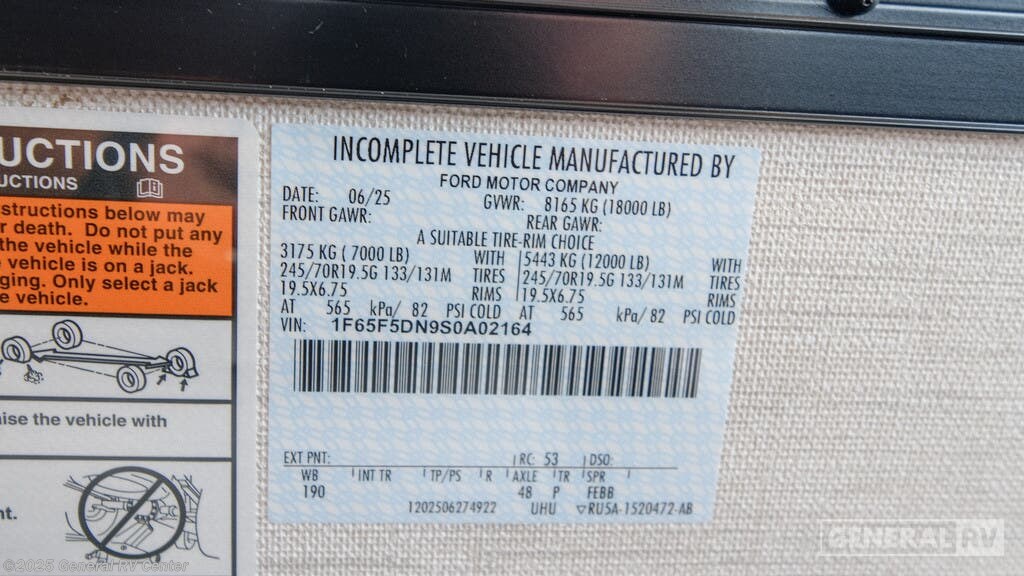 UCTIONS
UCTIONS
structions below may
r death. Do not put any
the vehicle while the
vehicle is on a jack.
ging. Only select a jack
e vehicle.
ise the vehicle with
nt.
INCOMPLETE VEHICLE MANUFACTURED BY
FORD MOTOR COMPANY
DATE: 06/25 GVWR: 8165 KG (18000 LB)
FRONT GAWR: REAR GAWR:
A SUITABLE TIRE-RIM CHOICE
3175 KG ( 7000 LB) WITH 5443 KG (12000 LB) WITH
245/70R19.5G 133/131M TIRES 245/70R19.5G 133/131M TIRES
19.5X6.75 RIMS 19.5X6.75 RIMS
AT 565 kPa/ 82 PSI COLD AT 565 kPa/ 82 PSI COLD
VIN: 1F65F5DN9S0A02164
EXT PNT: RC: 53 DSO:
WB INT TR TP/PS R AXLE TR SPR
190 48 P FEBB
1202506274922 UHU ▽RU5A-1520472-AB
GENERAL RV
©2025 General RV Center